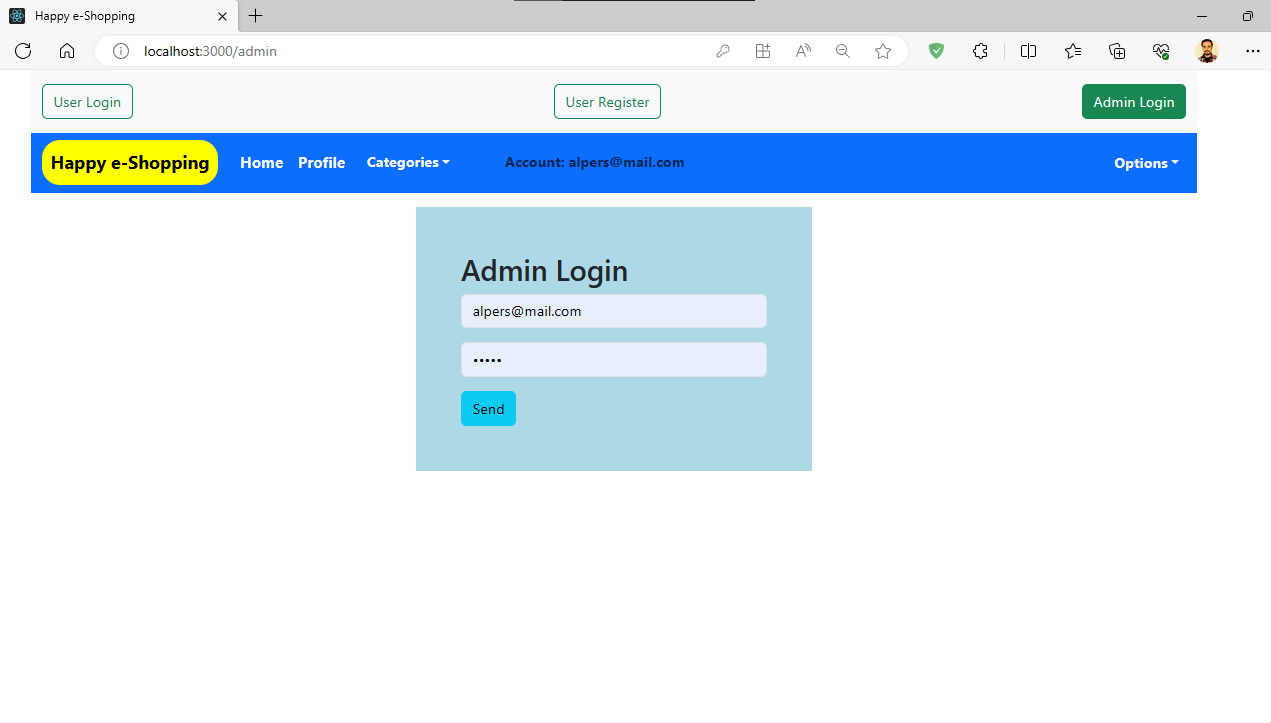 Happy e-Shopping
localhost:3000/admin
User Login
User Register
Admin Login
Happy e-Shopping
Home
Profile
Categories
Account: alpers@mail.com
Options
Admin Login
alpers@mail.com
•••••
Send